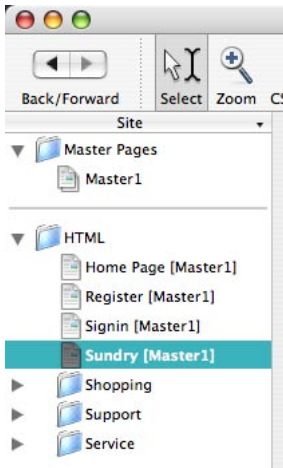 Back/Forward Select Zoom CS
Site
Master Pages
Master1
HTML
Home Page [Master1]
Register [Master1]
Signin [Master1]
Sundry [Master1]
Shopping
Support
Service